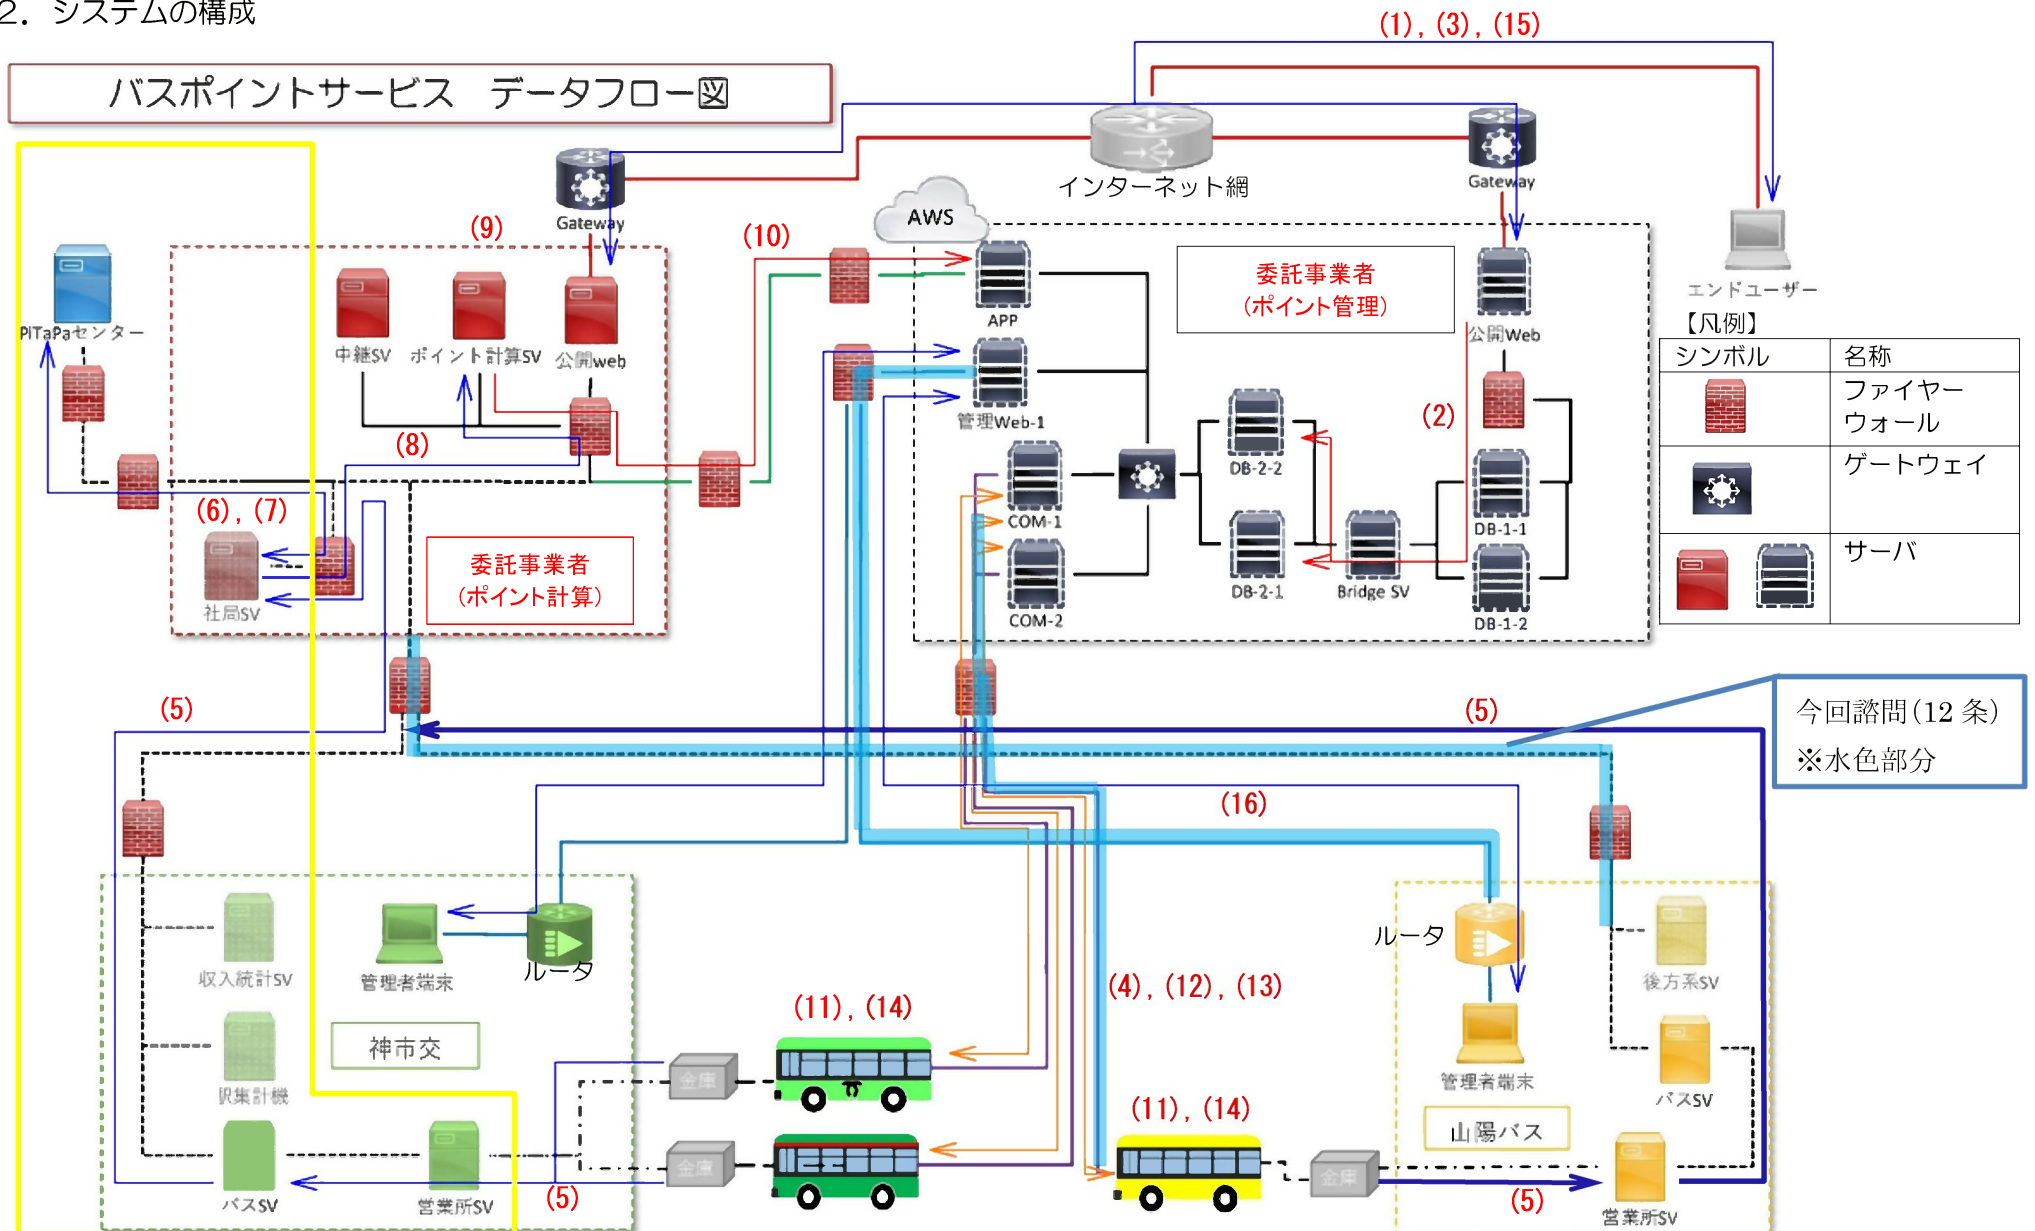 2．システムの構成
(1), (3), (15)
バスポイントサービス　データフロー図
インターネット網
Gateway
Gateway
AWS
(9)
(10)
PiTaPaセンター
中継SV
ポイント計算SV
公開web
APP
委託事業者
(ポイント管理)
公開Web
エンドユーザー
【凡例】
シンボル
名称
ファイヤー
ウォール
ゲートウェイ
サーバ
管理Web-1
(2)
(8)
DB-2-2
COM-1
DB-1-1
(6), (7)
委託事業者
(ポイント計算)
社局SV
COM-2
DB-2-1
Bridge SV
DB-1-2
(5)
(5)
今回諮問(12 条)
※水色部分
(16)
収入統計SV
管理者端末
ルータ
ルータ
後方系SV
(4), (12), (13)
(11), (14)
神市交
金庫
管理者端末
訳集計機
バスSV
(11), (14)
山陽バス
金庫
金庫
バスSV
営業所SV
(5)
(5)
営業所SV